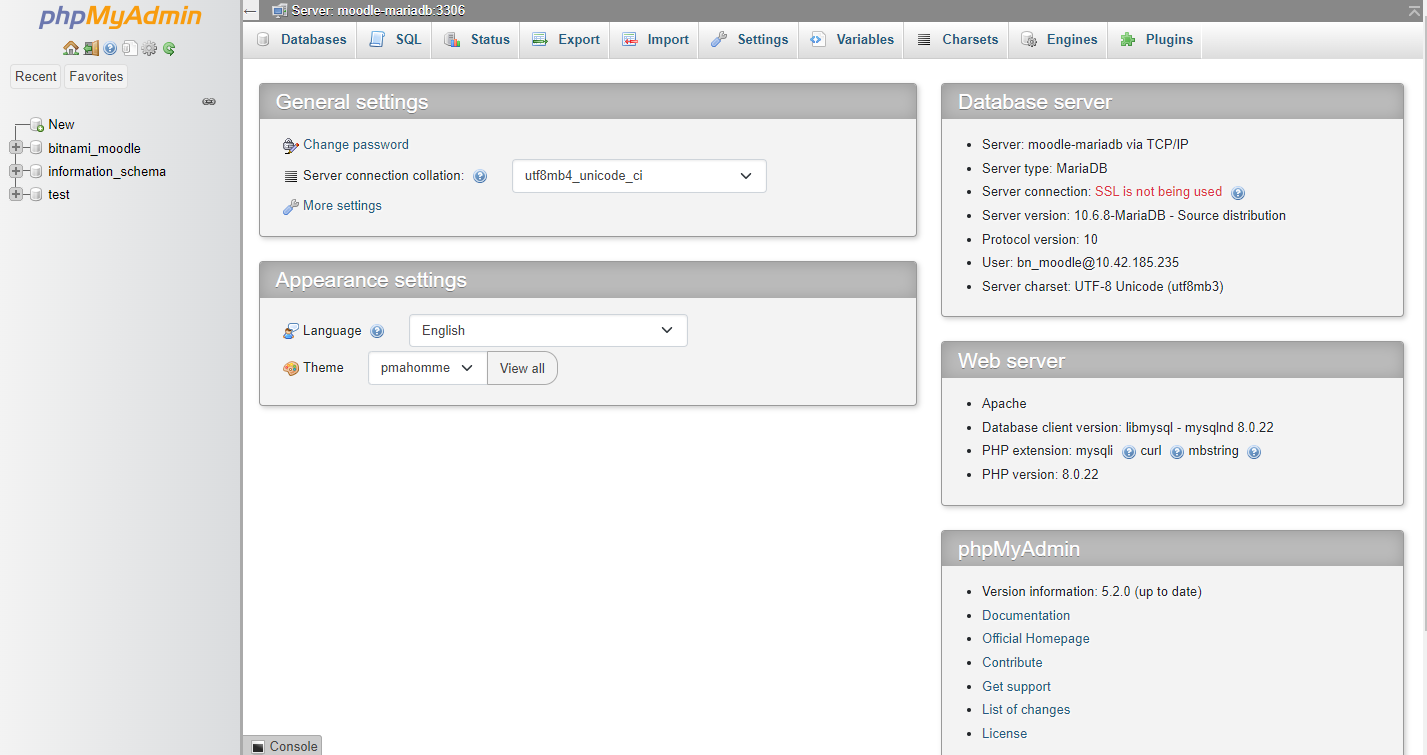 phpMyAdmin
Recent Favorites
New
bitnami_moodle
information_schema
test
Server: moodle-mariadb:3306
Databases SQL Status Export Import Settings Variables Charsets Engines Plugins
General settings
Change password
Server connection collation: utf8mb4_unicode_ci
More settings
Appearance settings
Language English
Theme pmahomme View all
Database server
Server: moodle-mariadb via TCP/IP
Server type: MariaDB
Server connection: SSL is not being used
Server version: 10.6.8-MariaDB - Source distribution
Protocol version: 10
User: bn_moodle@10.42.185.235
Server charset: UTF-8 Unicode (utf8mb3)
Web server
Apache
Database client version: libmysql - mysqlnd 8.0.22
PHP extension: mysqli curl mbstring
PHP version: 8.0.22
phpMyAdmin
Version information: 5.2.0 (up to date)
Documentation
Official Homepage
Contribute
Get support
List of changes
License
Console